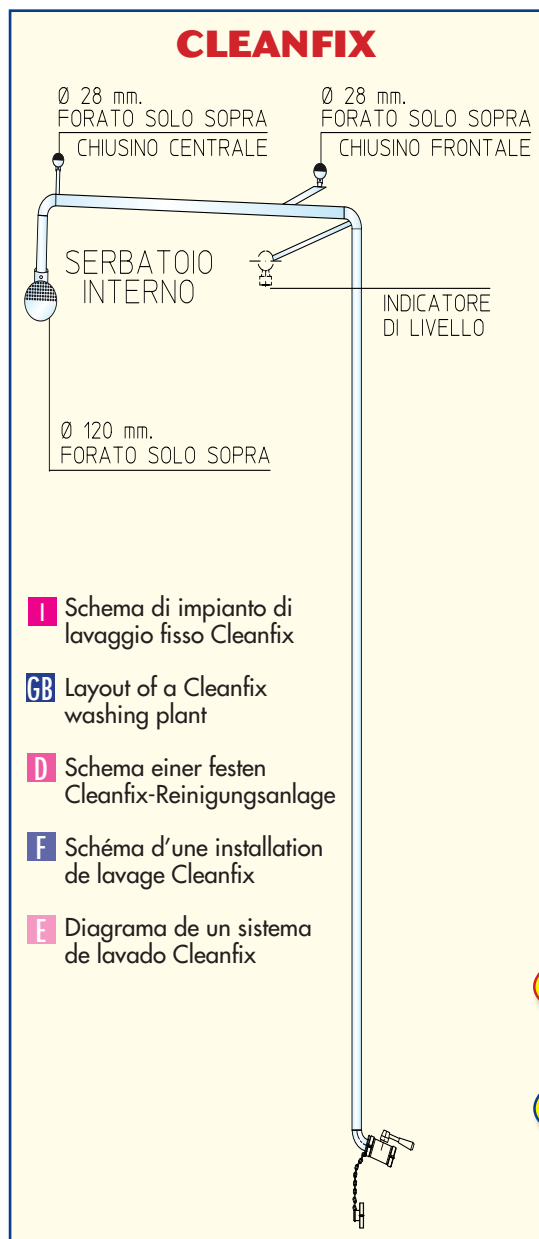 CLEANFIX
Ø 28 mm.
FORATO SOLO SOPRA
CHIUSINO CENTRALE
Ø 28 mm.
FORATO SOLO SOPRA
CHIUSINO FRONTALE
SERBATOIO
INTERNO
INDICATORE
DI LIVELLO
Ø 120 mm.
FORATO SOLO SOPRA
I Schema di impianto di
lavaggio fisso Cleanfix
GB Layout of a Cleanfix
washing plant
D Schema einer festen
Cleanfix-Reinigungsanlage
F Schéma d'une installation
de lavage Cleanfix
E Diagrama de un sistema
de lavado Cleanfix